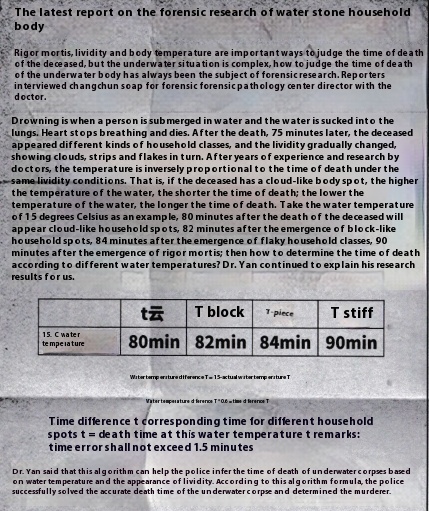 The latest report on the forensic research of water stone household
body
Rigor mortis, lividity and body temperature are important ways to judge the time of death
of the deceased, but the underwater situation is complex, how to judge the time of death
of the underwater body has always been the subject of forensic research. Reporters
interviewed changchun soap for forensic forensic pathology center director with the
doctor.
Drowning is when a person is submerged in water and the water is sucked into the
lungs. Heart stops breathing and dies. After the death, 75 minutes later, the deceased
appeared different kinds of household classes, and the lividity gradually changed,
showing clouds, strips and flakes in turn. After years of experience and research by
doctors, the temperature is inversely proportional to the time of death under the
same lividity conditions. That is, if the deceased has a cloud-like body spot, the higher
the temperature of the water, the shorter the time of death; the lower the
temperature of the water, the longer the time of death. Take the water temperature
of 15 degrees Celsius as an example, 80 minutes after the death of the deceased will
appear cloud-like household spots, 82 minutes after the emergence of block-like
household spots, 84 minutes after the emergence of flaky household classes, 90
minutes after the emergence of rigor mortis; then how to determine the time of death
according to different water temperatures? Dr. Yan continued to explain his research
results for us.
t云 T block T-piece T stiff
15. C water
temperature 80min 82min 84min 90min
Water temperature difference T = 15-actual water temperature T
Water temperature difference T*0.6 = time difference T
Time difference t corresponding time for different household
spots t = death time at this water temperature t remarks:
time error shall not exceed 1.5 minutes
Dr. Yan said that this algorithm can help the police infer the time of death of underwater corpses based
on water temperature and the appearance of lividity. According to this algorithm formula, the police
successfully solved the accurate death time of the underwater corpse and determined the murderer.